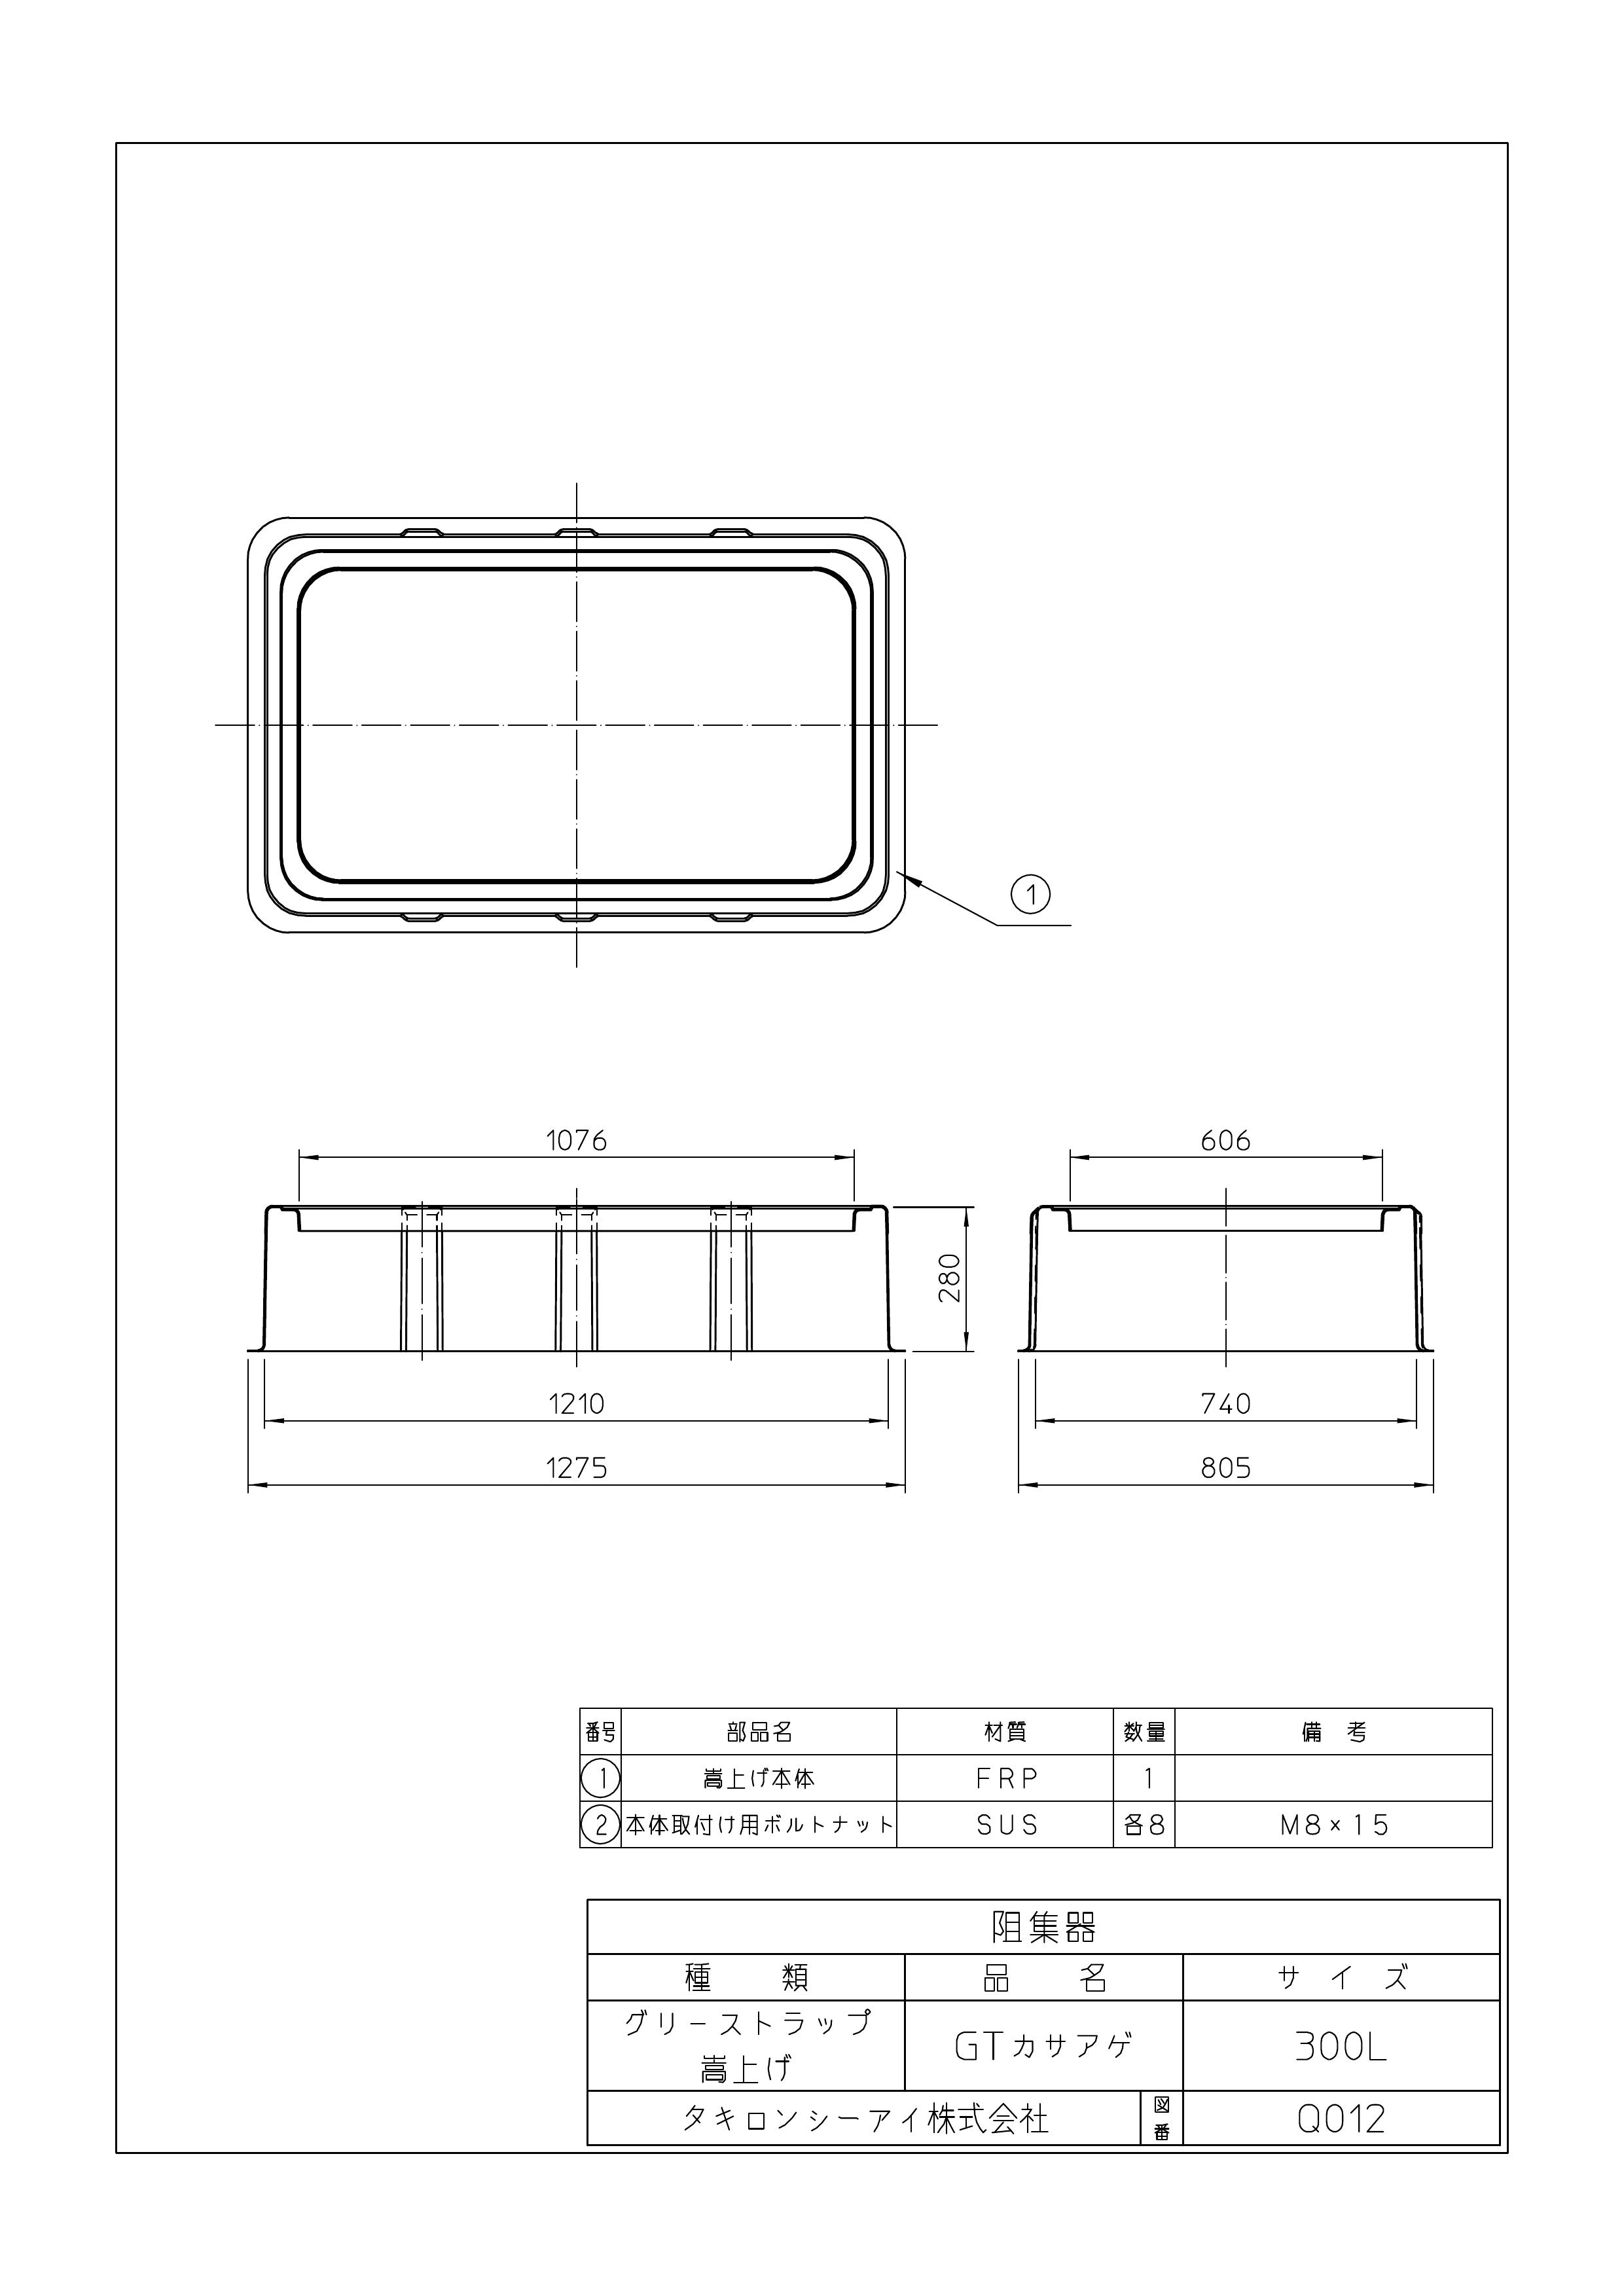 1
1076
606
280
1210
740
1275
805
番号 部品名 材質 数量 備考
1 嵩上げ本体 FRP 1
2 本体取付け用ボルトナット SUS 各8 M8×15
阻集器
種類 品名 サイズ
グリーストラップ
嵩上げ GTカサアゲ 300L
タキロンシーアイ株式会社 図番 Q012